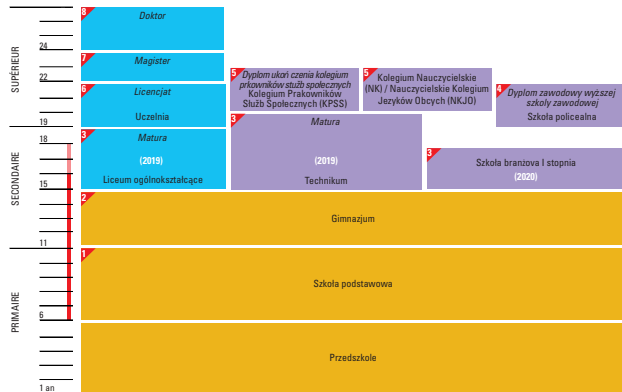 SUPÉRIEUR
SECONDAIRE
PRIMAIRE
24
22
19
18
15
11
6
1 an
8
Doktor
7
Magister
6
Licencjat
Uczelnia
5
Dyplom ukoń czenia kolegium
prkowników stużb społecznych
Kolegium Prakowników
Stużb Społecznych (KPSS)
5
Kolegium Nauczycielskie
(NK) / Nauczycielskie Kolegium
Jezyków Obcych (NKJO)
4
Dyplom zawodowy wyższej
szkoly zawodowej
Szkoła policealna
3
Matura
(2019)
Liceum ogólnokształcące
3
Matura
(2019)
Technikum
3
Szkoła branżova I stopnia
(2020)
2
Gimnazjum
1
Szkoła podstawowa
Przedszkole